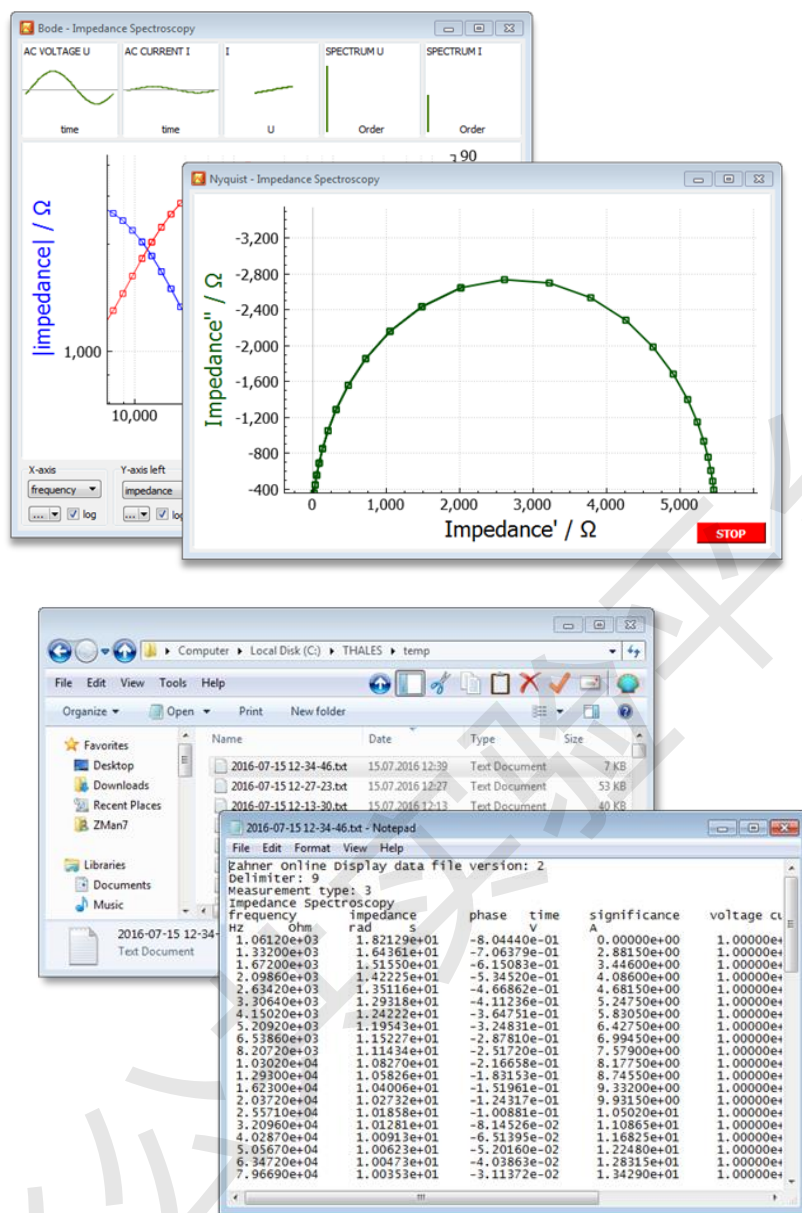 Bode - Impedance Spectroscopy
AC VOLTAGE U AC CURRENT I I SPECTRUM U SPECTRUM I
time time U Order Order
90
|impedance| / Ω
1,000
10,000
X-axis Y-axis left
frequency impedance
... log ... log
Nyquist - Impedance Spectroscopy
Impedance'' / Ω
-3,200
-2,800
-2,400
-2,000
-1,600
-1,200
-800
-400
0 1,000 2,000 3,000 4,000 5,000
Impedance' / Ω
STOP
Computer Local Disk (C:) THALES temp
File Edit View Tools Help
Organize Open Print New folder
Favorites
Desktop
Downloads
Recent Places
ZMan7
Libraries
Documents
Music
Name Date Type Size
2016-07-15 12-34-46.txt 15.07.2016 12:39 Text Document 7 KB
2016-07-15 12-27-23.txt 15.07.2016 12:27 Text Document 53 KB
2016-07-15 12-13-30.txt 15.07.2016 12:13 Text Document 40 KB
2016-07-15 12-34-
Text Document
2016-07-15 12-34-46.txt - Notepad
File Edit Format View Help
Zahner Online Display data file version: 2
Delimiter: 9
Measurement type: 3
Impedance Spectroscopy
frequency impedance phase time significance voltage cu
Hz Ohm rad s V A
1.06120e+03 1.82129e+01 -8.04440e-01 0.00000e+00 1.00000e+
1.33200e+03 1.64361e+01 -7.06379e-01 2.88150e+00 1.00000e+
1.67200e+03 1.51550e+01 -6.15083e-01 3.44600e+00 1.00000e+
2.09860e+03 1.42225e+01 -5.34520e-01 4.08600e+00 1.00000e+
2.63420e+03 1.35116e+01 -4.66862e-01 4.68150e+00 1.00000e+
3.30640e+03 1.29318e+01 -4.11236e-01 5.24750e+00 1.00000e+
4.15020e+03 1.24222e+01 -3.64751e-01 5.83050e+00 1.00000e+
5.20920e+03 1.19543e+01 -3.24831e-01 6.42750e+00 1.00000e+
6.53860e+03 1.15227e+01 -2.87810e-01 6.99450e+00 1.00000e+
8.20720e+03 1.11434e+01 -2.51720e-01 7.57900e+00 1.00000e+
1.03020e+04 1.08270e+01 -2.16658e-01 8.17750e+00 1.00000e+
1.29300e+04 1.05826e+01 -1.83153e-01 8.74550e+00 1.00000e+
1.62300e+04 1.04006e+01 -1.51961e-01 9.33200e+00 1.00000e+
2.03720e+04 1.02732e+01 -1.24317e-01 9.93150e+00 1.00000e+
2.55710e+04 1.01858e+01 -1.00881e-01 1.05020e+01 1.00000e+
3.20960e+04 1.01281e+01 -8.14526e-02 1.10865e+01 1.00000e+
4.02870e+04 1.00913e+01 -6.51395e-02 1.16825e+01 1.00000e+
5.05670e+04 1.00623e+01 -5.20160e-02 1.22480e+01 1.00000e+
6.34720e+04 1.00473e+01 -4.03863e-02 1.28315e+01 1.00000e+
7.96690e+04 1.00353e+01 -3.11372e-02 1.34290e+01 1.00000e+